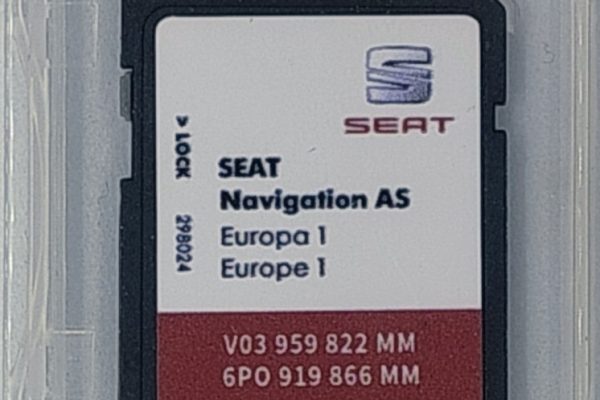 SEAT
> LOCK
298024
SEAT
Navigation AS
Europa 1
Europe 1
V03 959 822 MM
6P0 919 866 MM